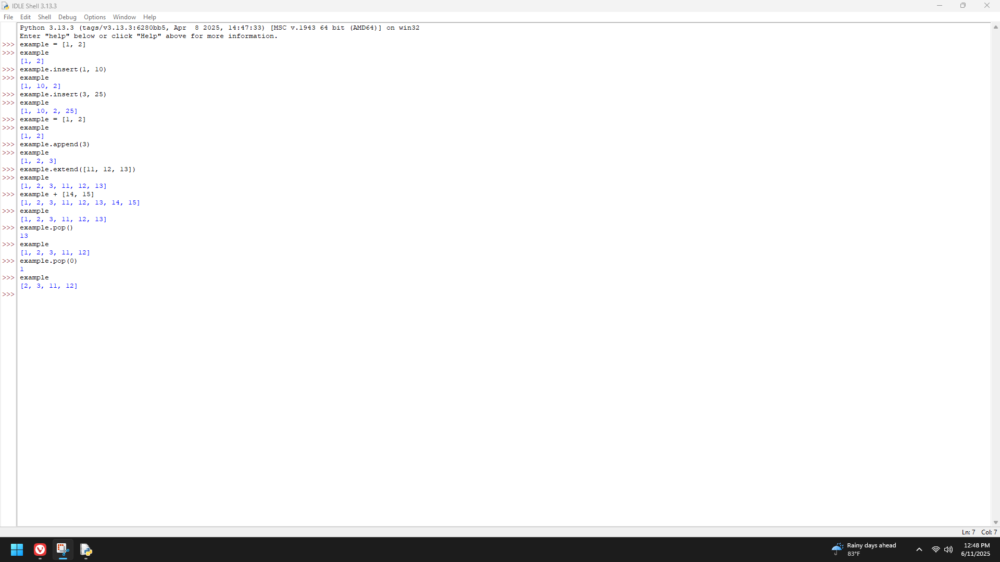 IDLE Shell 3.13.3
File Edit Shell Debug Options Window Help
Python 3.13.3 (tags/v3.13.3:6280bb5, Apr  8 2025, 14:47:33) [MSC v.1943 64 bit (AMD64)] on win32
Enter "help" below or click "Help" above for more information.
>>> example = [1, 2]
>>> example
[1, 2]
>>> example.insert(1, 10)
>>> example
[1, 10, 2]
>>> example.insert(3, 25)
>>> example
[1, 10, 2, 25]
>>> example = [1, 2]
>>> example
[1, 2]
>>> example.append(3)
>>> example
[1, 2, 3]
>>> example.extend([11, 12, 13])
>>> example
[1, 2, 3, 11, 12, 13]
>>> example + [14, 15]
[1, 2, 3, 11, 12, 13, 14, 15]
>>> example
[1, 2, 3, 11, 12, 13]
>>> example.pop()
13
>>> example
[1, 2, 3, 11, 12]
>>> example.pop(0)
1
>>> example
[2, 3, 11, 12]
>>>
Ln: 7 Col: 7
Rainy days ahead
83°F
12:48 PM
6/11/2025